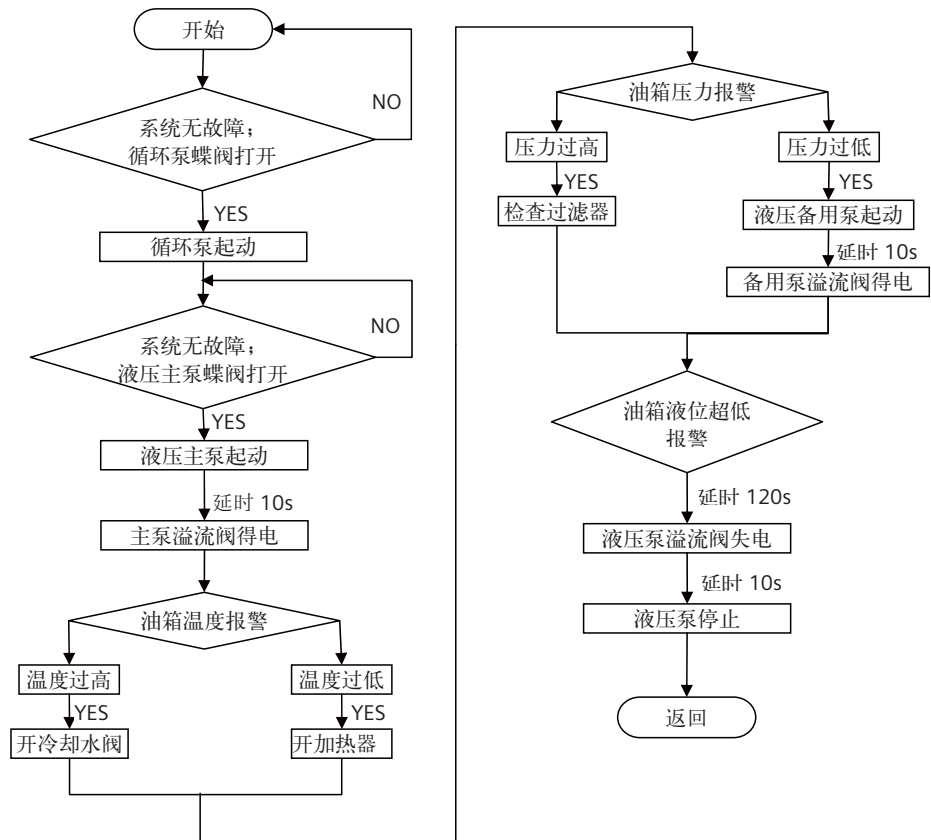 开始
NO
系统无故障；
循环泵蝶阀打开
YES
循环泵起动
NO
系统无故障；
液压主泵蝶阀打开
YES
液压主泵起动
延时 10s
主泵溢流阀得电
油箱温度报警
温度过高
温度过低
YES
YES
开冷却水阀
开加热器
油箱压力报警
压力过高
压力过低
YES
YES
检查过滤器
液压备用泵起动
延时 10s
备用泵溢流阀得电
油箱液位超低
报警
延时 120s
液压泵溢流阀失电
延时 10s
液压泵停止
返回